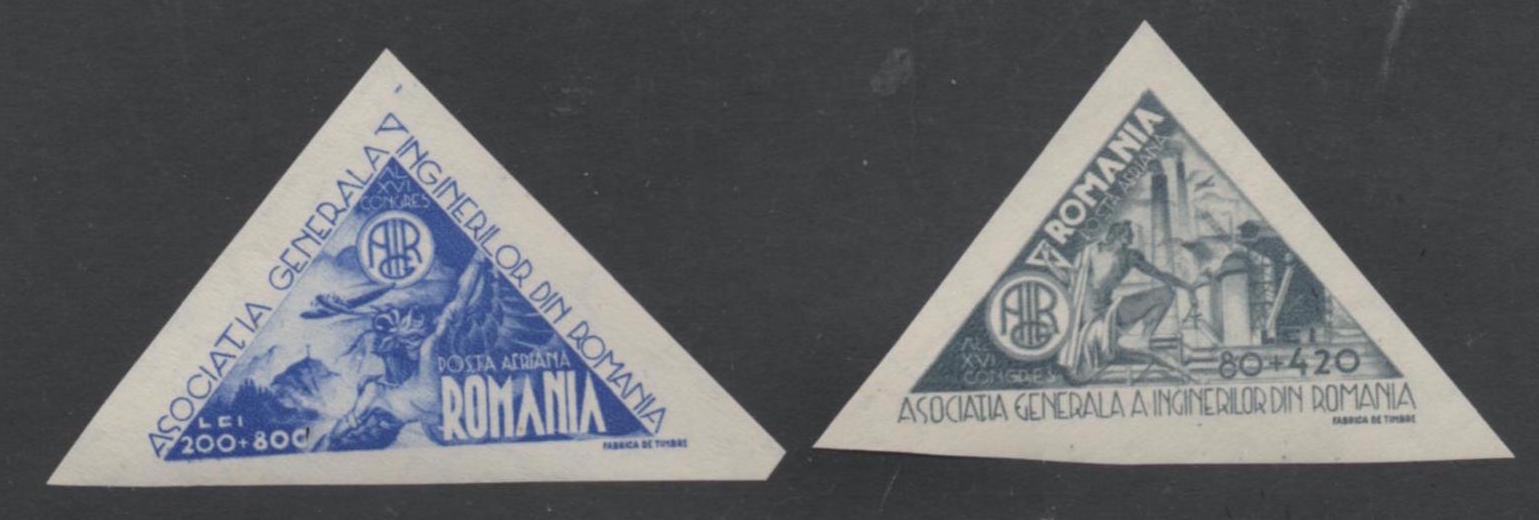 ASOCIATIA GENERALA A INGINERILOR DIN ROMANIA
AL
XVI
CONGRES
AGIR
POSTA AERIANA
ROMANIA
LEI
200+800
FABRICA DE TIMBRE
ROMANIA
POSTA AERIANA
AGIR
AL
XVI
CONGRES
80+420
ASOCIATIA GENERALA A INGINERILOR DIN ROMANIA
FABRICA DE TIMBRE